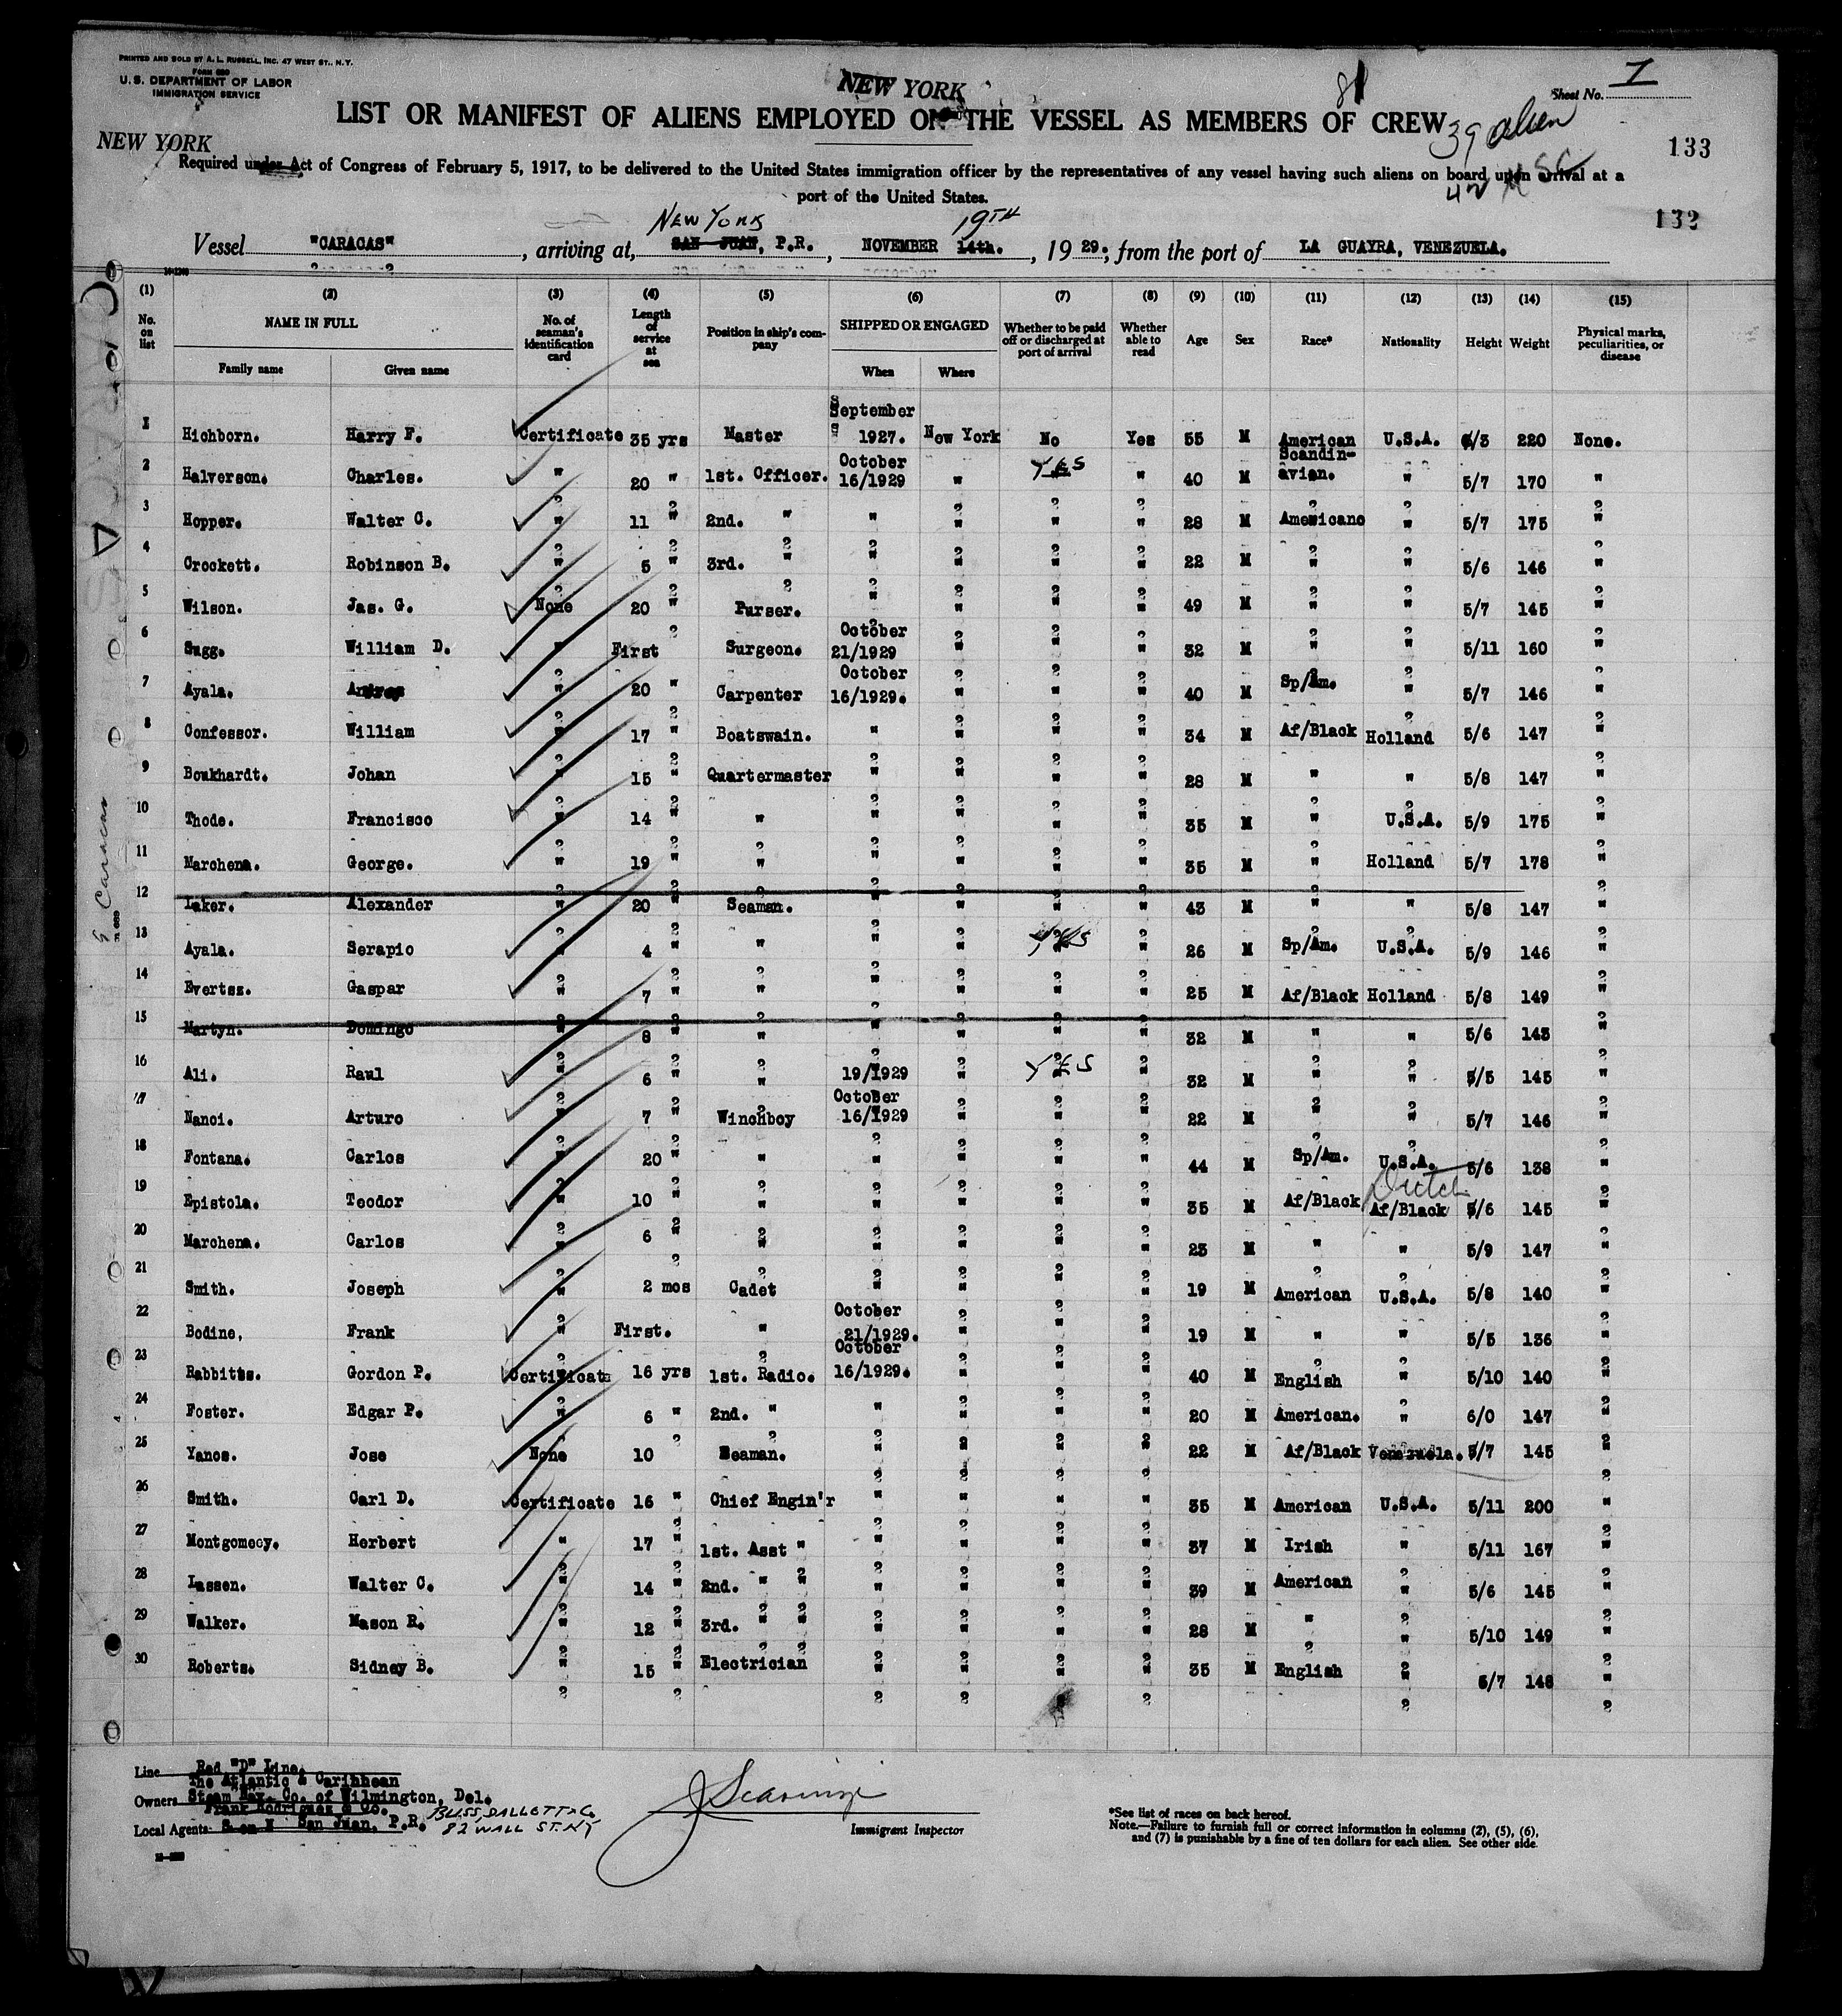 PRINTED AND SOLD BY A. L. RUSSELL, INC. 47 WEST ST., N.Y.
U. S. DEPARTMENT OF LABOR
IMMIGRATION SERVICE
NEW YORK
81
Sheet No. 1
LIST OR MANIFEST OF ALIENS EMPLOYED ON THE VESSEL AS MEMBERS OF CREW
39 alien
NEW YORK
133
Required under Act of Congress of February 5, 1917, to be delivered to the United States immigration officer by the representatives of any vessel having such aliens on board upon arrival at a
port of the United States.
132
NEW YORK 19TH
Vessel "CARACAS", arriving at, SAN JUAN, P.R., NOVEMBER 14th., 1929; from the port of LA GUAYRA, VENEZUELA.
(1) (2) (3) (4) (5) (6) (7) (8) (9) (10) (11) (12) (13) (14) (15)
No. on list NAME IN FULL No. of seaman's identification card Length of service at sea Position in ship's company SHIPPED OR ENGAGED Whether to be paid off or discharged at port of arrival Whether able to read Age Sex Race* Nationality Height Weight Physical marks, peculiarities, or disease
Family name Given name When Where
1 Hichborn. Harry F. Certificate 35 yrs Master September 1927. New York No Yes 55 M American U.S.A. 6/3 220 None.
2 Halverson. Charles. " 20 " 1st. Officer. October 16/1929 " YES " 40 M Scandin-avian. " 5/7 170 "
3 Hopper. Walter C. " 11 " 2nd. " " " " " 28 M Americano " 5/7 175 "
4 Crockett. Robinson B. " 5 " 3rd. " " " " " 22 M " " 5/6 146 "
5 Wilson. Jas. G. None 20 " Purser. " " " " 49 M " " 5/7 145 "
6 Sugg. William D. " First Surgeon. October 21/1929 " " " 32 M " " 5/11 160 "
7 Ayala. Andres " 20 " Carpenter October 16/1929. " " " 40 M Sp/Am. " 5/7 146 "
8 Confessor. William " 17 " Boatswain. " " " " 34 M Af/Black Holland 5/6 147 "
9 Boukhardt. Johan " 15 " Quartermaster " " " " 28 M " " 5/8 147 "
10 Thode. Francisco " 14 " " " " " " 35 M " U.S.A. 5/9 175 "
11 Marchena. George. " 19 " " " " " " 35 M " Holland 5/7 178 "
12 Laker. Alexander " 20 " Seaman. " " " " 43 M " " 5/8 147 "
13 Ayala. Serapio " 4 " " " " YES " 26 M Sp/Am. U.S.A. 5/9 146 "
14 Evertsz. Gaspar " 7 " " " " " " 25 M Af/Black Holland 5/8 149 "
15 Martyn. Domingo " 8 " " " " " " 32 M " " 5/6 143 "
16 Ali. Raul " 6 " " 19/1929 " YES " 32 M " " 5/5 145 "
17 Nanci. Arturo " 7 " Winchboy October 16/1929 " " " 22 M " " 5/7 146 "
18 Fontana. Carlos " 20 " " " " " " 44 M Sp/Am. U.S.A. 5/6 138 "
19 Epistola. Teodor " 10 " " " " " " 35 M Af/Black Dutch Af/Black 5/6 145 "
20 Marchena. Carlos " 6 " " " " " " 23 M " " 5/9 147 "
21 Smith. Joseph " 2 mos Cadet " " " " 19 M American U.S.A. 5/8 140 "
22 Bodine, Frank " First. " October 21/1929. " " " 19 M " " 5/5 136 "
23 Rabbitts. Gordon P. Certificate 16 yrs 1st. Radio. October 16/1929. " " " 40 M English " 5/10 140 "
24 Foster. Edgar P. " 6 " 2nd. " " " " " 20 M American. " 6/0 147 "
25 Yanos. Jose None 10 Seaman. " " " " 22 M Af/Black Venezuela. 5/7 145 "
26 Smith. Carl D. Certificate 16 " Chief Engin'r " " " " 35 M American U.S.A. 5/11 200 "
27 Montgomecy. Herbert " 17 " 1st. Asst " " " " " 37 M Irish " 5/11 167 "
28 Lassen. Walter C. " 14 " 2nd. " " " " " " 39 M American " 5/6 145 "
29 Walker. Mason R. " 12 " 3rd. " " " " " " 28 M " " 5/10 149 "
30 Roberts. Sidney B. " 15 " Electrician " " " " 35 M English " 5/7 148 "
Caracas
Line Red "D" Line.
The Atlantic & Caribbean
Owners Steam Nav. Co. of Wilmington, Del.
Frank Rodriguez & Co.
Local Agents San Juan, P.R. BLISS, DALLETT & Co.
82 WALL ST. NY
Immigrant Inspector
*See list of races on back hereof.
Note.—Failure to furnish full or correct information in columns (2), (5), (6),
and (7) is punishable by a fine of ten dollars for each alien. See other side.